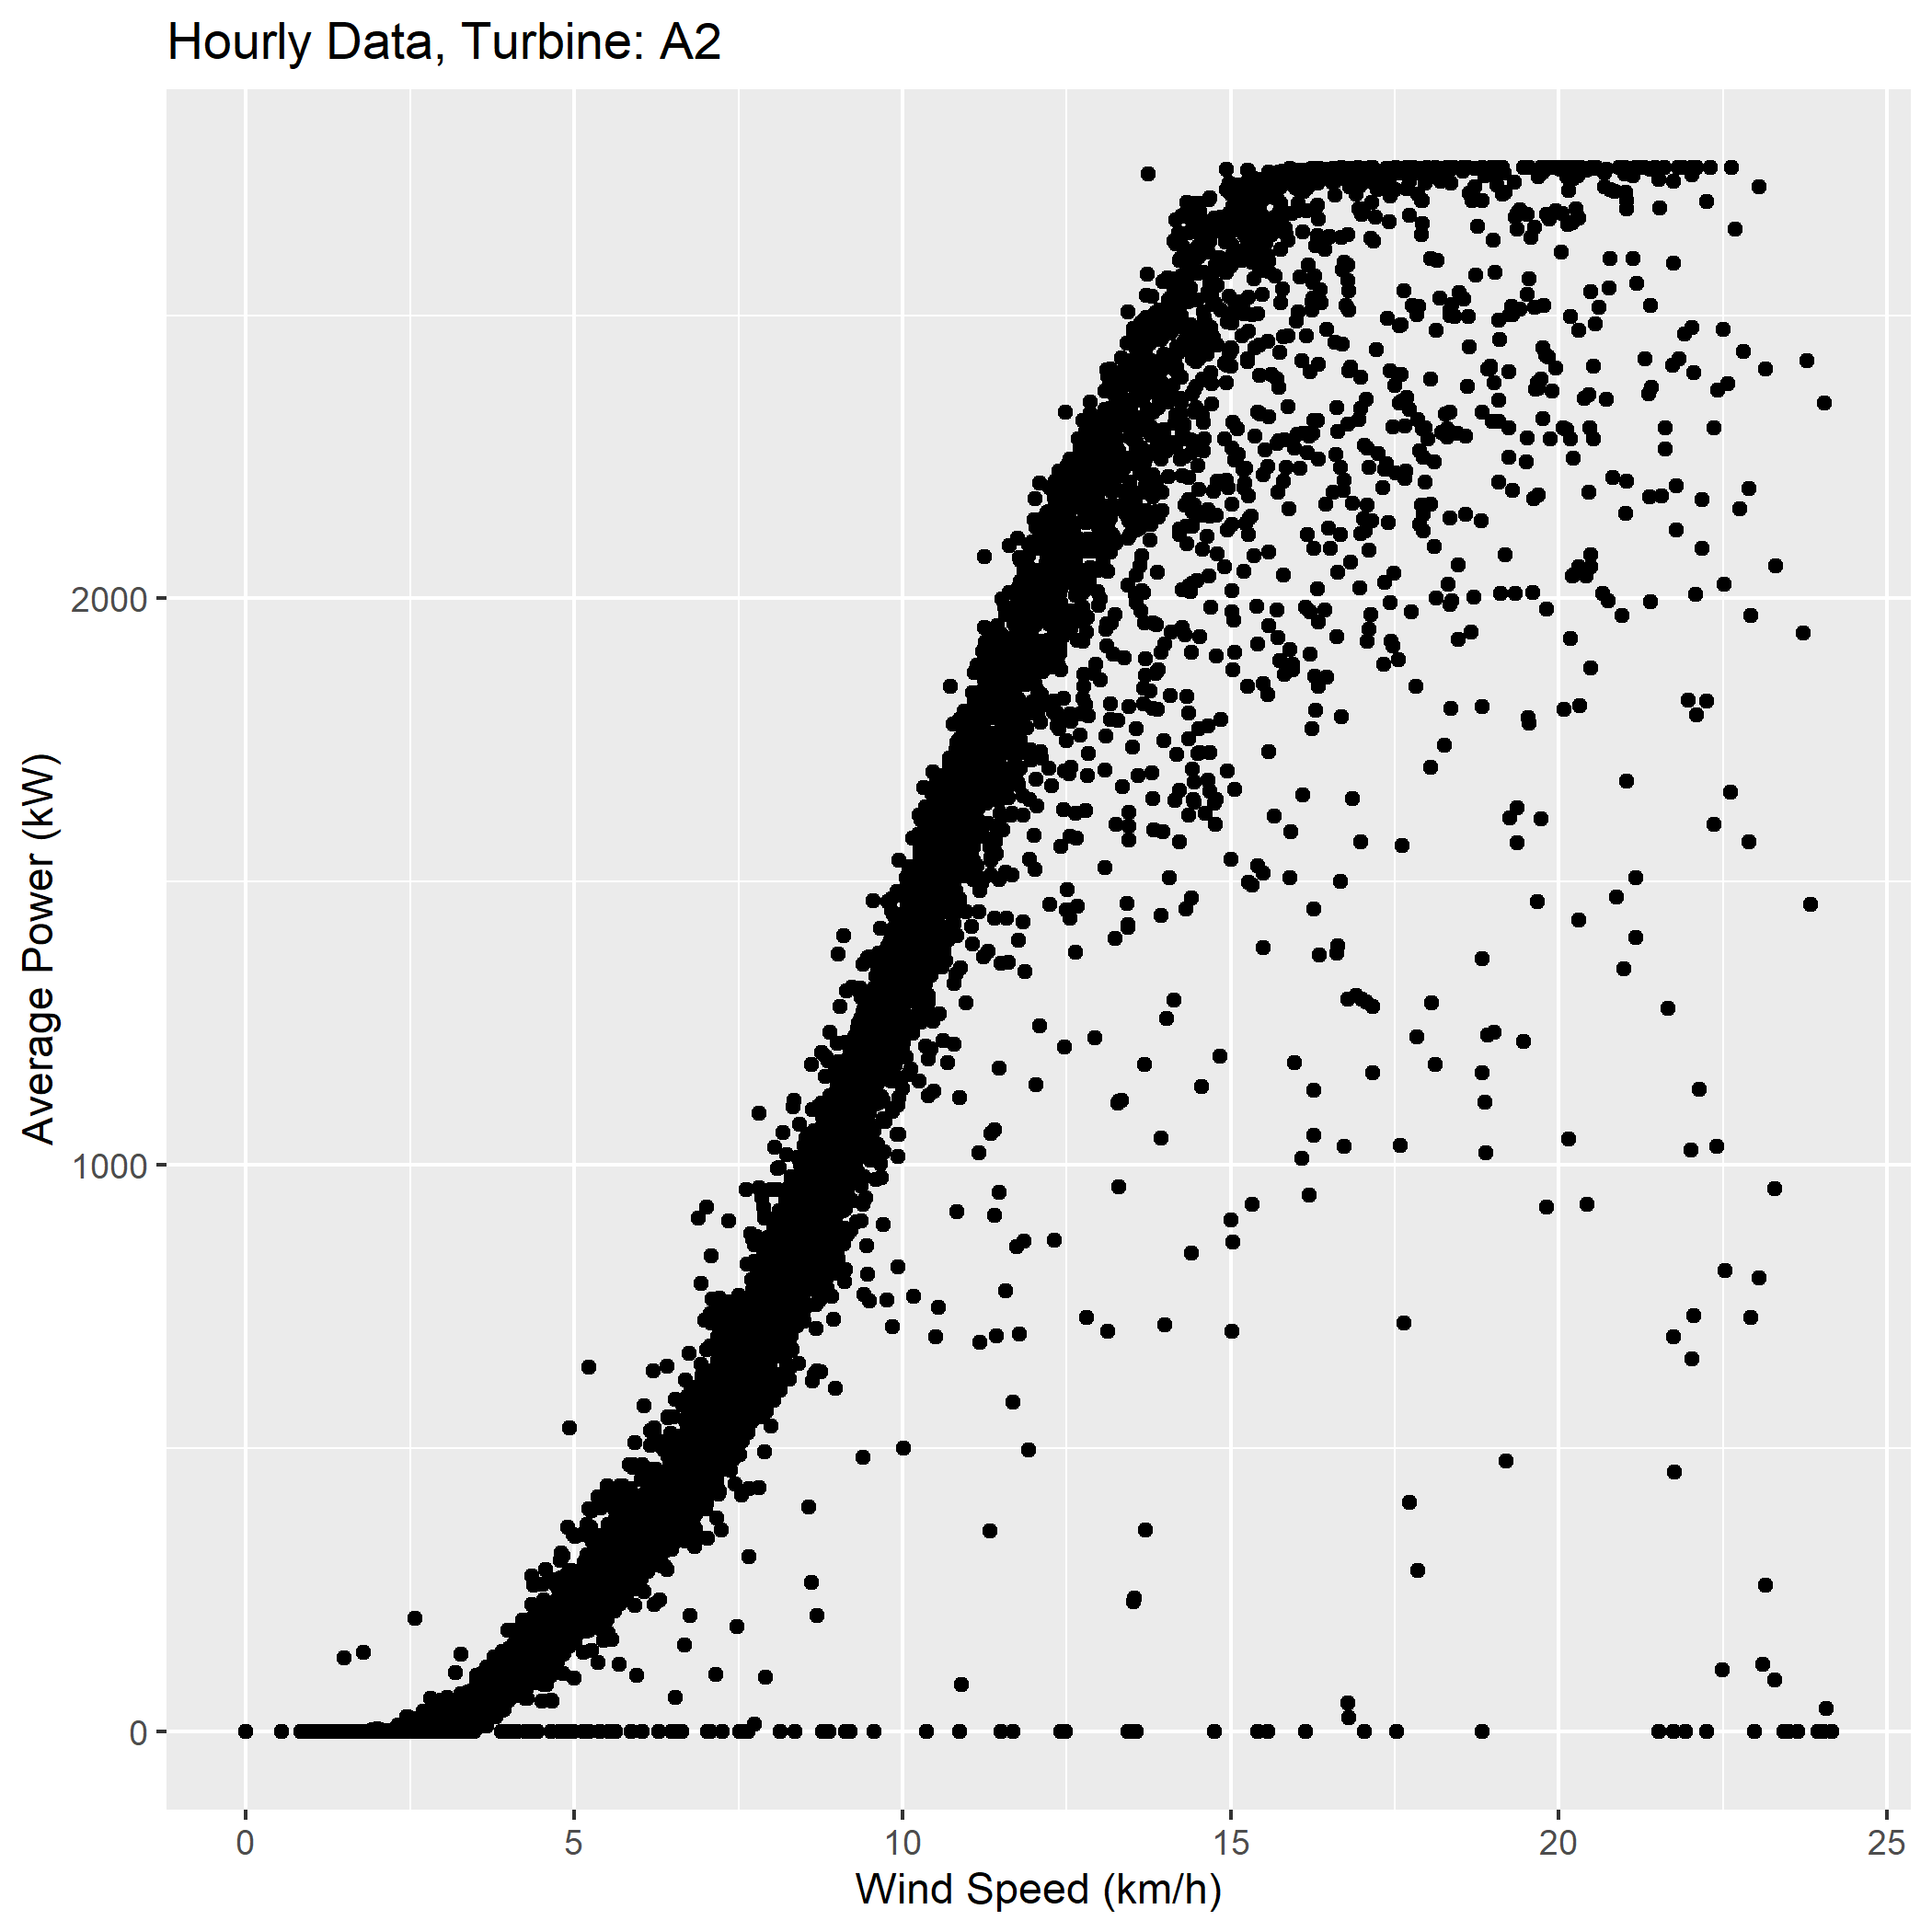 Hourly Data, Turbine: A2
Average Power (kW)
2000
1000
0
0 5 10 15 20 25
Wind Speed (km/h)